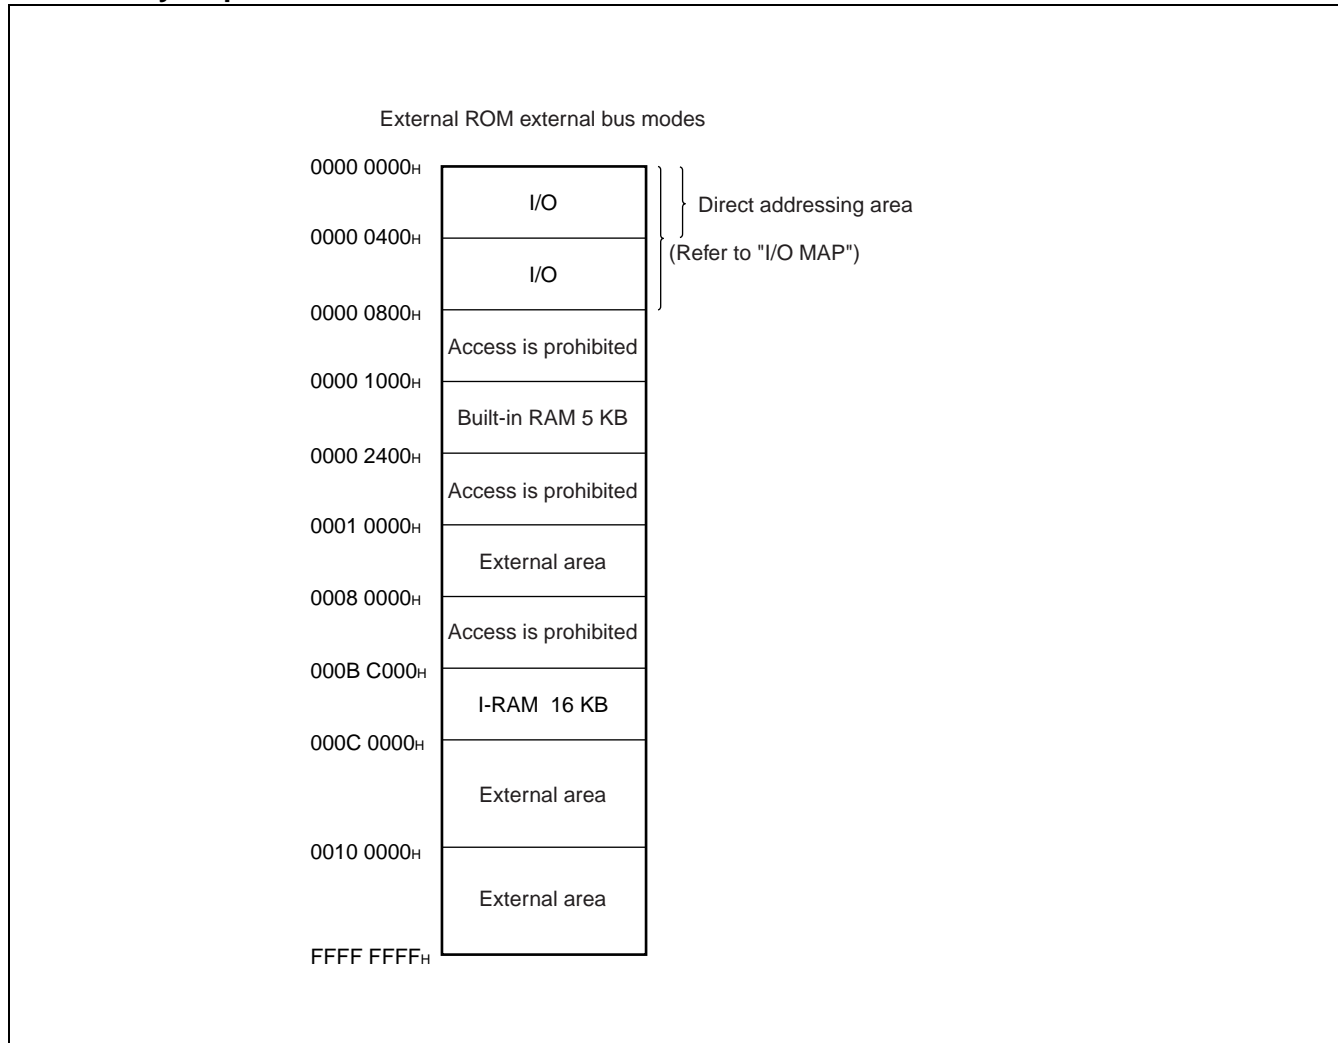 External ROM external bus modes
0000 0000H
I/O
Direct addressing area
0000 0400H
(Refer to "I/O MAP")
I/O
0000 0800H
Access is prohibited
0000 1000H
Built-in RAM 5 KB
0000 2400H
Access is prohibited
0001 0000H
External area
0008 0000H
Access is prohibited
000B C000H
I-RAM 16 KB
000C 0000H
External area
0010 0000H
External area
FFFF FFFFH